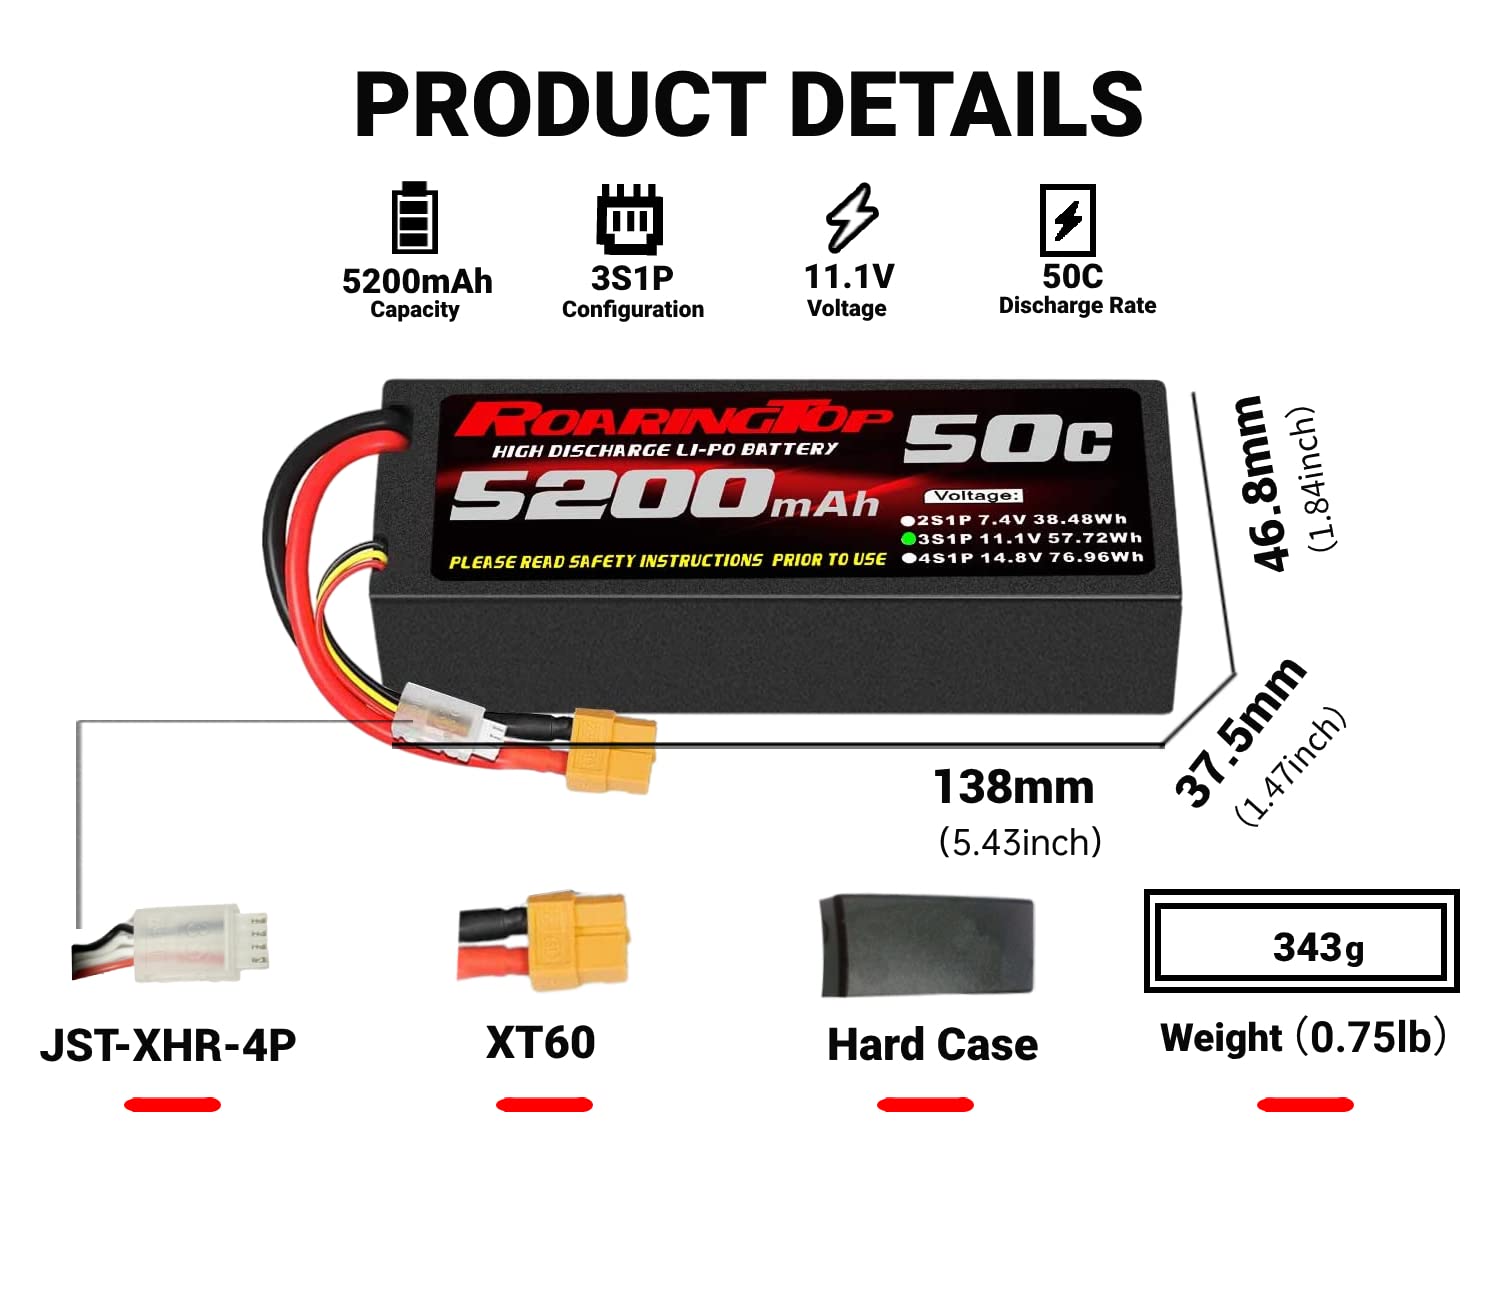 PRODUCT DETAILS
5200mAh
Capacity
3S1P
Configuration
11.1V
Voltage
50C
Discharge Rate
ROARINGTOP
HIGH DISCHARGE LI-PO BATTERY
50C
5200mAh
Voltage:
2S1P 7.4V 38.48Wh
3S1P 11.1V 57.72Wh
4S1P 14.8V 76.96Wh
PLEASE READ SAFETY INSTRUCTIONS PRIOR TO USE
46.8mm
(1.84inch)
37.5mm
(1.47inch)
138mm
(5.43inch)
343g
JST-XHR-4P
XT60
Hard Case
Weight (0.75lb)